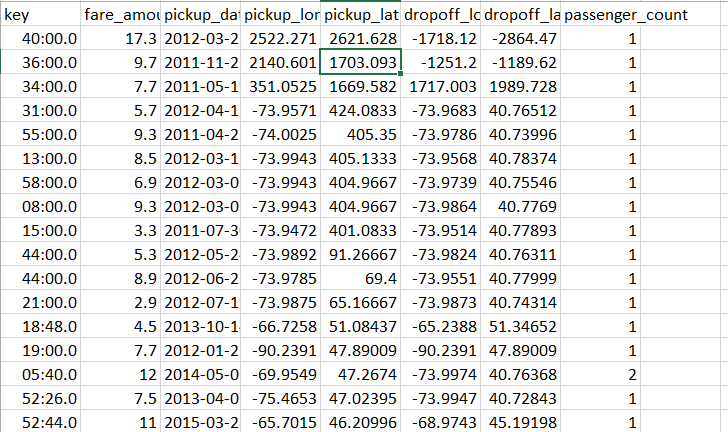 key fare_amou pickup_dat pickup_lon pickup_lat dropoff_lo dropoff_la passenger_count
40:00.0 17.3 2012-03-2 2522.271 2621.628 -1718.12 -2864.47 1
36:00.0 9.7 2011-11-2 2140.601 1703.093 -1251.2 -1189.62 1
34:00.0 7.7 2011-05-1 351.0525 1669.582 1717.003 1989.728 1
31:00.0 5.7 2012-04-1 -73.9571 424.0833 -73.9683 40.76512 1
55:00.0 9.3 2011-04-2 -74.0025 405.35 -73.9786 40.73996 1
13:00.0 8.5 2012-03-1 -73.9943 405.1333 -73.9568 40.78374 1
58:00.0 6.9 2012-03-0 -73.9943 404.9667 -73.9739 40.75546 1
08:00.0 9.3 2012-03-0 -73.9943 404.9667 -73.9864 40.7769 1
15:00.0 3.3 2011-07-3 -73.9472 401.0833 -73.9514 40.77893 1
44:00.0 5.3 2012-05-2 -73.9892 91.26667 -73.9824 40.76311 1
44:00.0 8.9 2012-06-2 -73.9785 69.4 -73.9551 40.77999 1
21:00.0 2.9 2012-07-1 -73.9875 65.16667 -73.9873 40.74314 1
18:48.0 4.5 2013-10-1 -66.7258 51.08437 -65.2388 51.34652 1
19:00.0 7.7 2012-01-2 -90.2391 47.89009 -90.2391 47.89009 1
05:40.0 12 2014-05-0 -69.9549 47.2674 -73.9974 40.76368 2
52:26.0 7.5 2013-04-0 -75.4653 47.02395 -73.9947 40.72843 1
52:44.0 11 2015-03-2 -65.7015 46.20996 -68.9743 45.19198 1